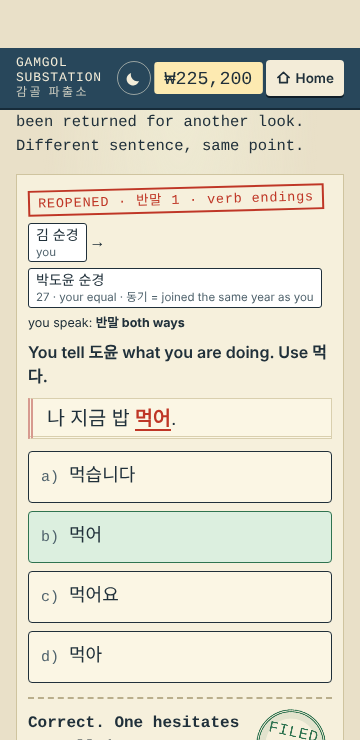 GAMGOL
SUBSTATION
감골 파출소
₩225,200
Home
been returned for another look.
Different sentence, same point.
REOPENED · 반말 1 · verb endings
김 순경
you
→
박도윤 순경
27 · your equal · 동기 = joined the same year as you
you speak: 반말 both ways
You tell 도윤 what you are doing. Use 먹
다.
나 지금 밥 먹어.
a) 먹습니다
b) 먹어
c) 먹어요
d) 먹아
Correct. One hesitates
FILED